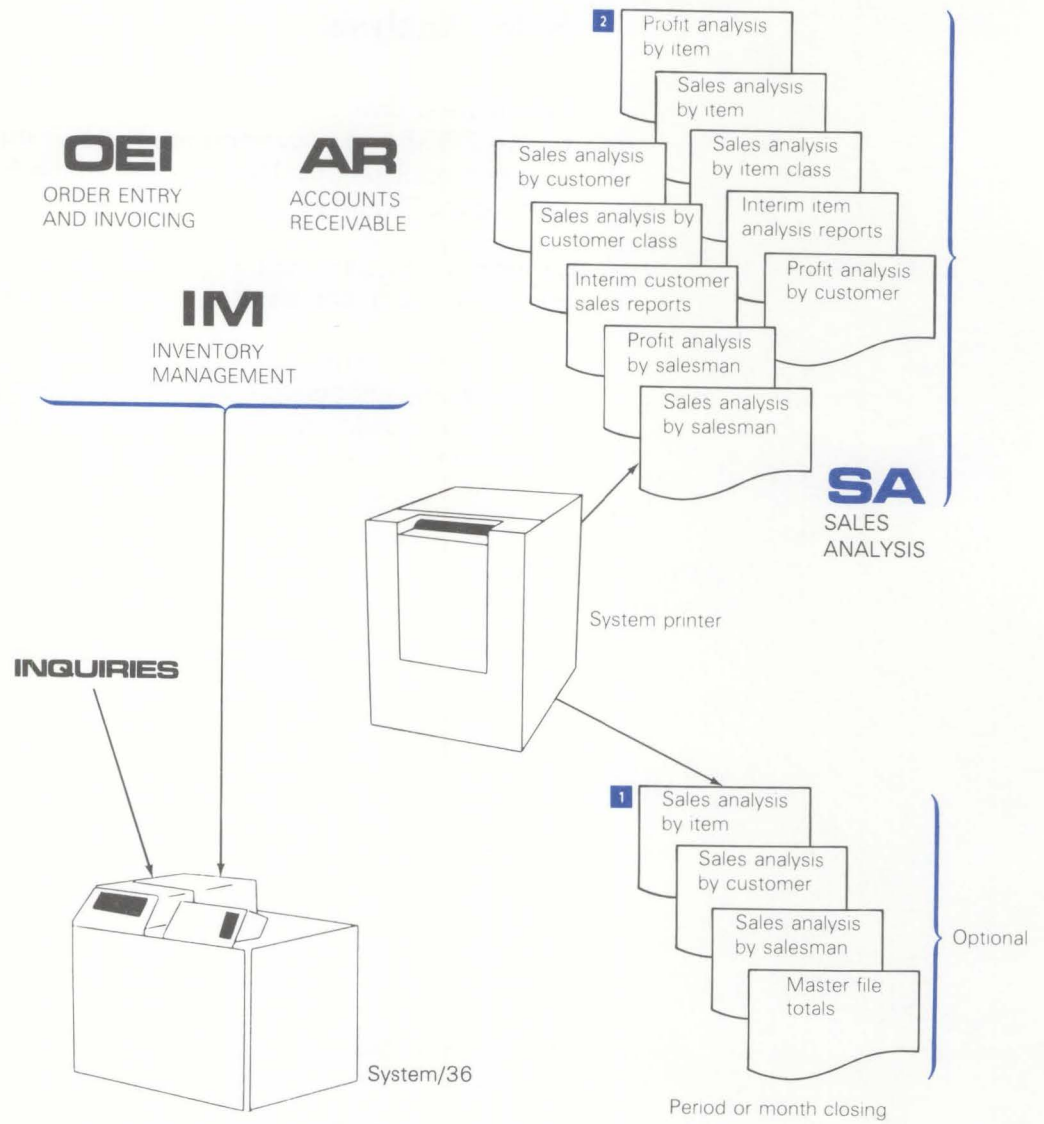 2
Profit analysis
by item
Sales analysis
by item
Sales analysis
by item class
Sales analysis
by customer
Interim item
analysis reports
Sales analysis by
customer class
Profit analysis
by customer
Interim customer
sales reports
Profit analysis
by salesman
Sales analysis
by salesman
SA
SALES
ANALYSIS
OEI
ORDER ENTRY
AND INVOICING
AR
ACCOUNTS
RECEIVABLE
IM
INVENTORY
MANAGEMENT
System printer
INQUIRIES
System/36
1
Sales analysis
by item
Sales analysis
by customer
Sales analysis
by salesman
Master file
totals
Optional
Period or month closing